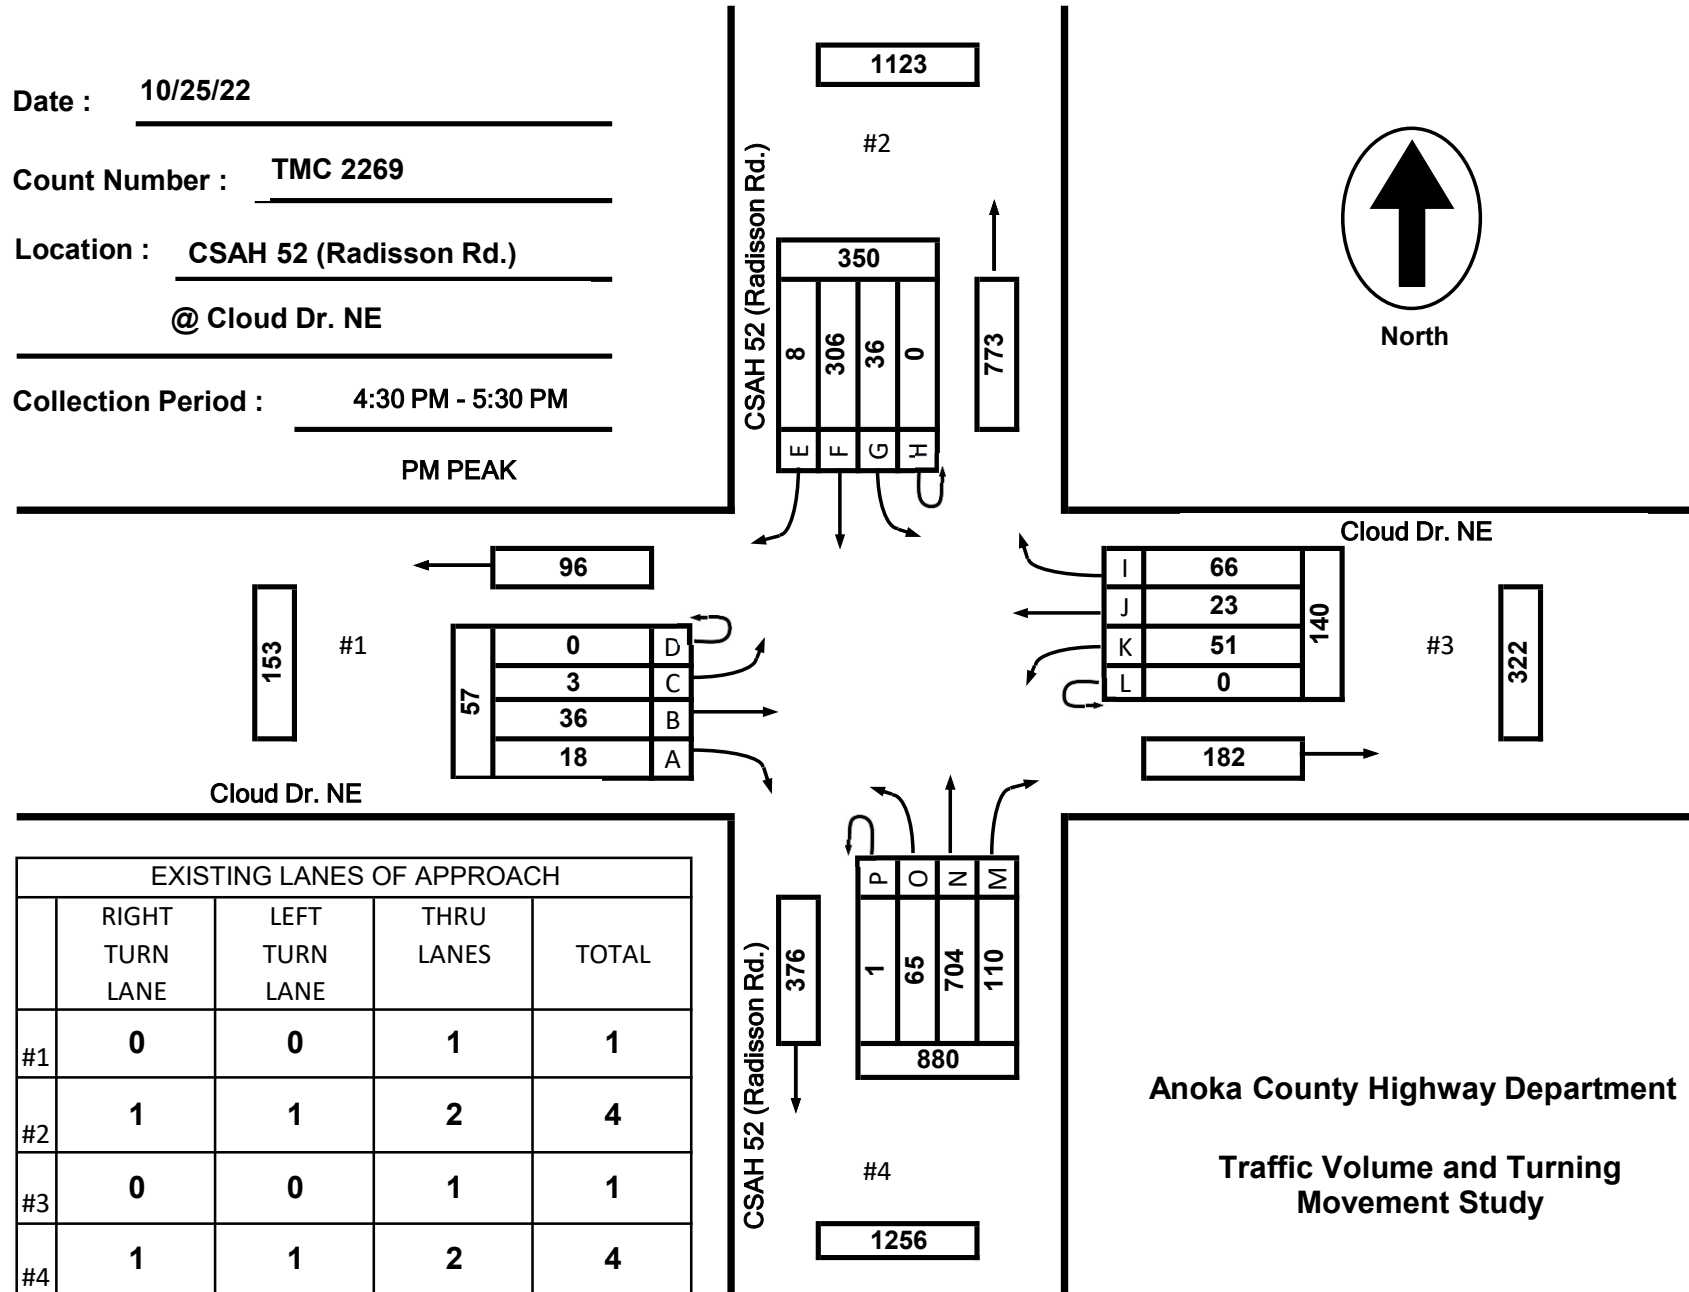 Date : 10/25/22
Count Number : TMC 2269
Location : CSAH 52 (Radisson Rd.)
@ Cloud Dr. NE
Collection Period : 4:30 PM - 5:30 PM
PM PEAK
1123
#2
CSAH 52 (Radisson Rd.)
350
8 306 36 0
E F G H
773
North
Cloud Dr. NE
96
153
#1
57
0 D
3 C
36 B
18 A
Cloud Dr. NE
I 66
J 23
K 51
L 0
140
#3
322
182
P O N M
1 65 704 110
880
376
CSAH 52 (Radisson Rd.)
#4
1256
EXISTING LANES OF APPROACH
RIGHT TURN LANE
LEFT TURN LANE
THRU LANES
TOTAL
#1 0 0 1 1
#2 1 1 2 4
#3 0 0 1 1
#4 1 1 2 4
Anoka County Highway Department
Traffic Volume and Turning
Movement Study